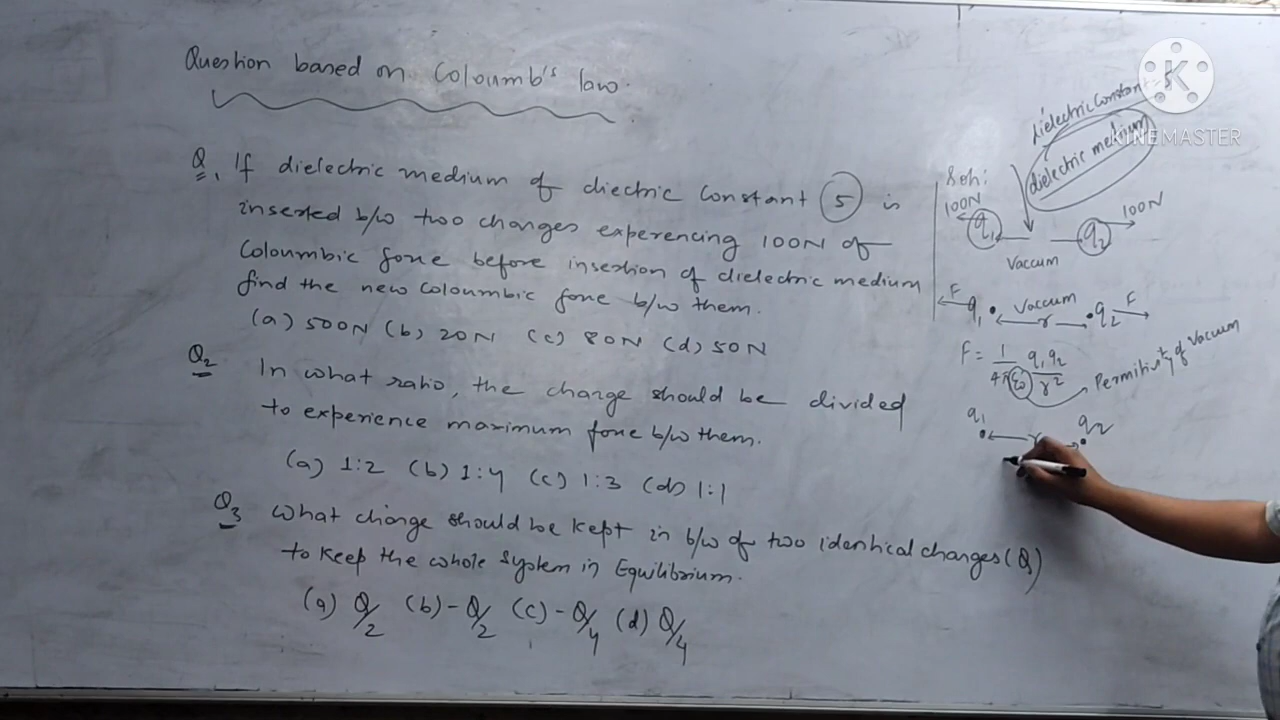 Question based on Coloumb's law.
Q1 If dielectric medium of diectric constant 5 is
inserted b/w two charges experencing 100N of
Coloumbic force before insertion of dielectric medium
find the new coloumbic force b/w them.
(a) 500N (b) 20N (c) 80N (d) 50N
Q2 In what ratio, the charge should be divided
to experience maximum force b/w them.
(a) 1:2 (b) 1:4 (c) 1:3 (d) 1:1
Q3 What charge should be kept in b/w of two identical charges (Q)
to keep the whole system in Equilibrium.
(a) Q/2 (b) -Q/2 (c) -Q/4 (d) Q/4
dielectric constant = 5
dielectric medium
Soln:
100N q1 q2 100N
Vaccum
F q1 Vaccum q2 F
r
F = 1/4πε0 q1q2/r²
Permitivity of Vaccum
q1 r q2
K
KINEMASTER